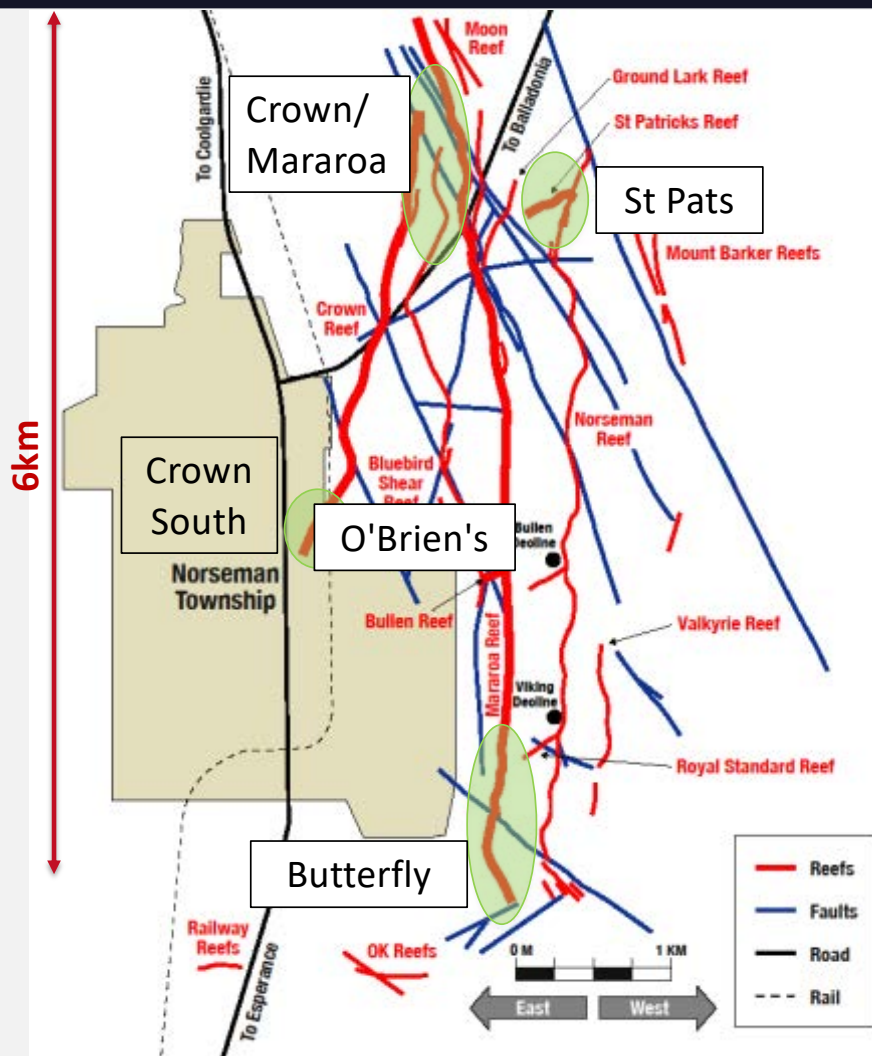 Moon
Reef
Ground Lark Reef
St Patricks Reef
To Coolgardie
To Balladonia
Crown/
Mararoa
St Pats
Mount Barker Reefs
Crown
Reef
6km
Norseman
Reef
Crown
South
Bluebird
Shear
O'Brien's
Bullen
Decline
Norseman
Township
Bullen Reef
Valkyrie Reef
Mararoa Reef
Viking
Decline
Royal Standard Reef
Butterfly
Reefs
Faults
Road
Rail
Railway
Reefs
OK Reefs
To Esperance
0 M
1 KM
East
West